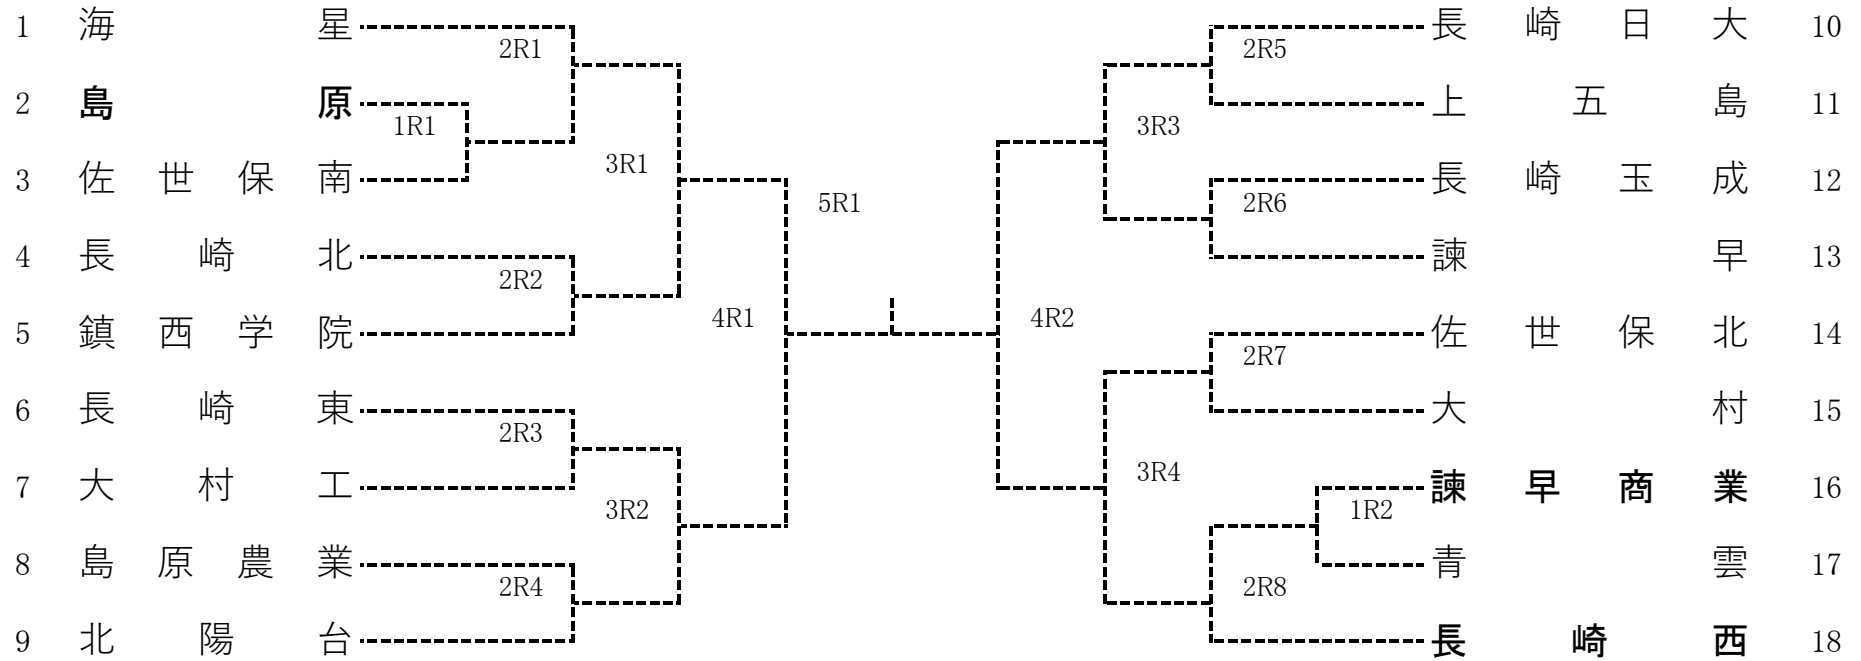 1 海星
2R1
2 島原
1R1
3 佐世保南
3R1
4 長崎北
2R2
5 鎮西学院
4R1
6 長崎東
2R3
7 大村工
3R2
8 島原農業
2R4
9 北陽台
5R1
長崎日大 10
2R5
上五島 11
3R3
長崎玉成 12
2R6
諫早 13
4R2
佐世保北 14
2R7
大村 15
3R4
諫早商業 16
1R2
青雲 17
2R8
長崎西 18